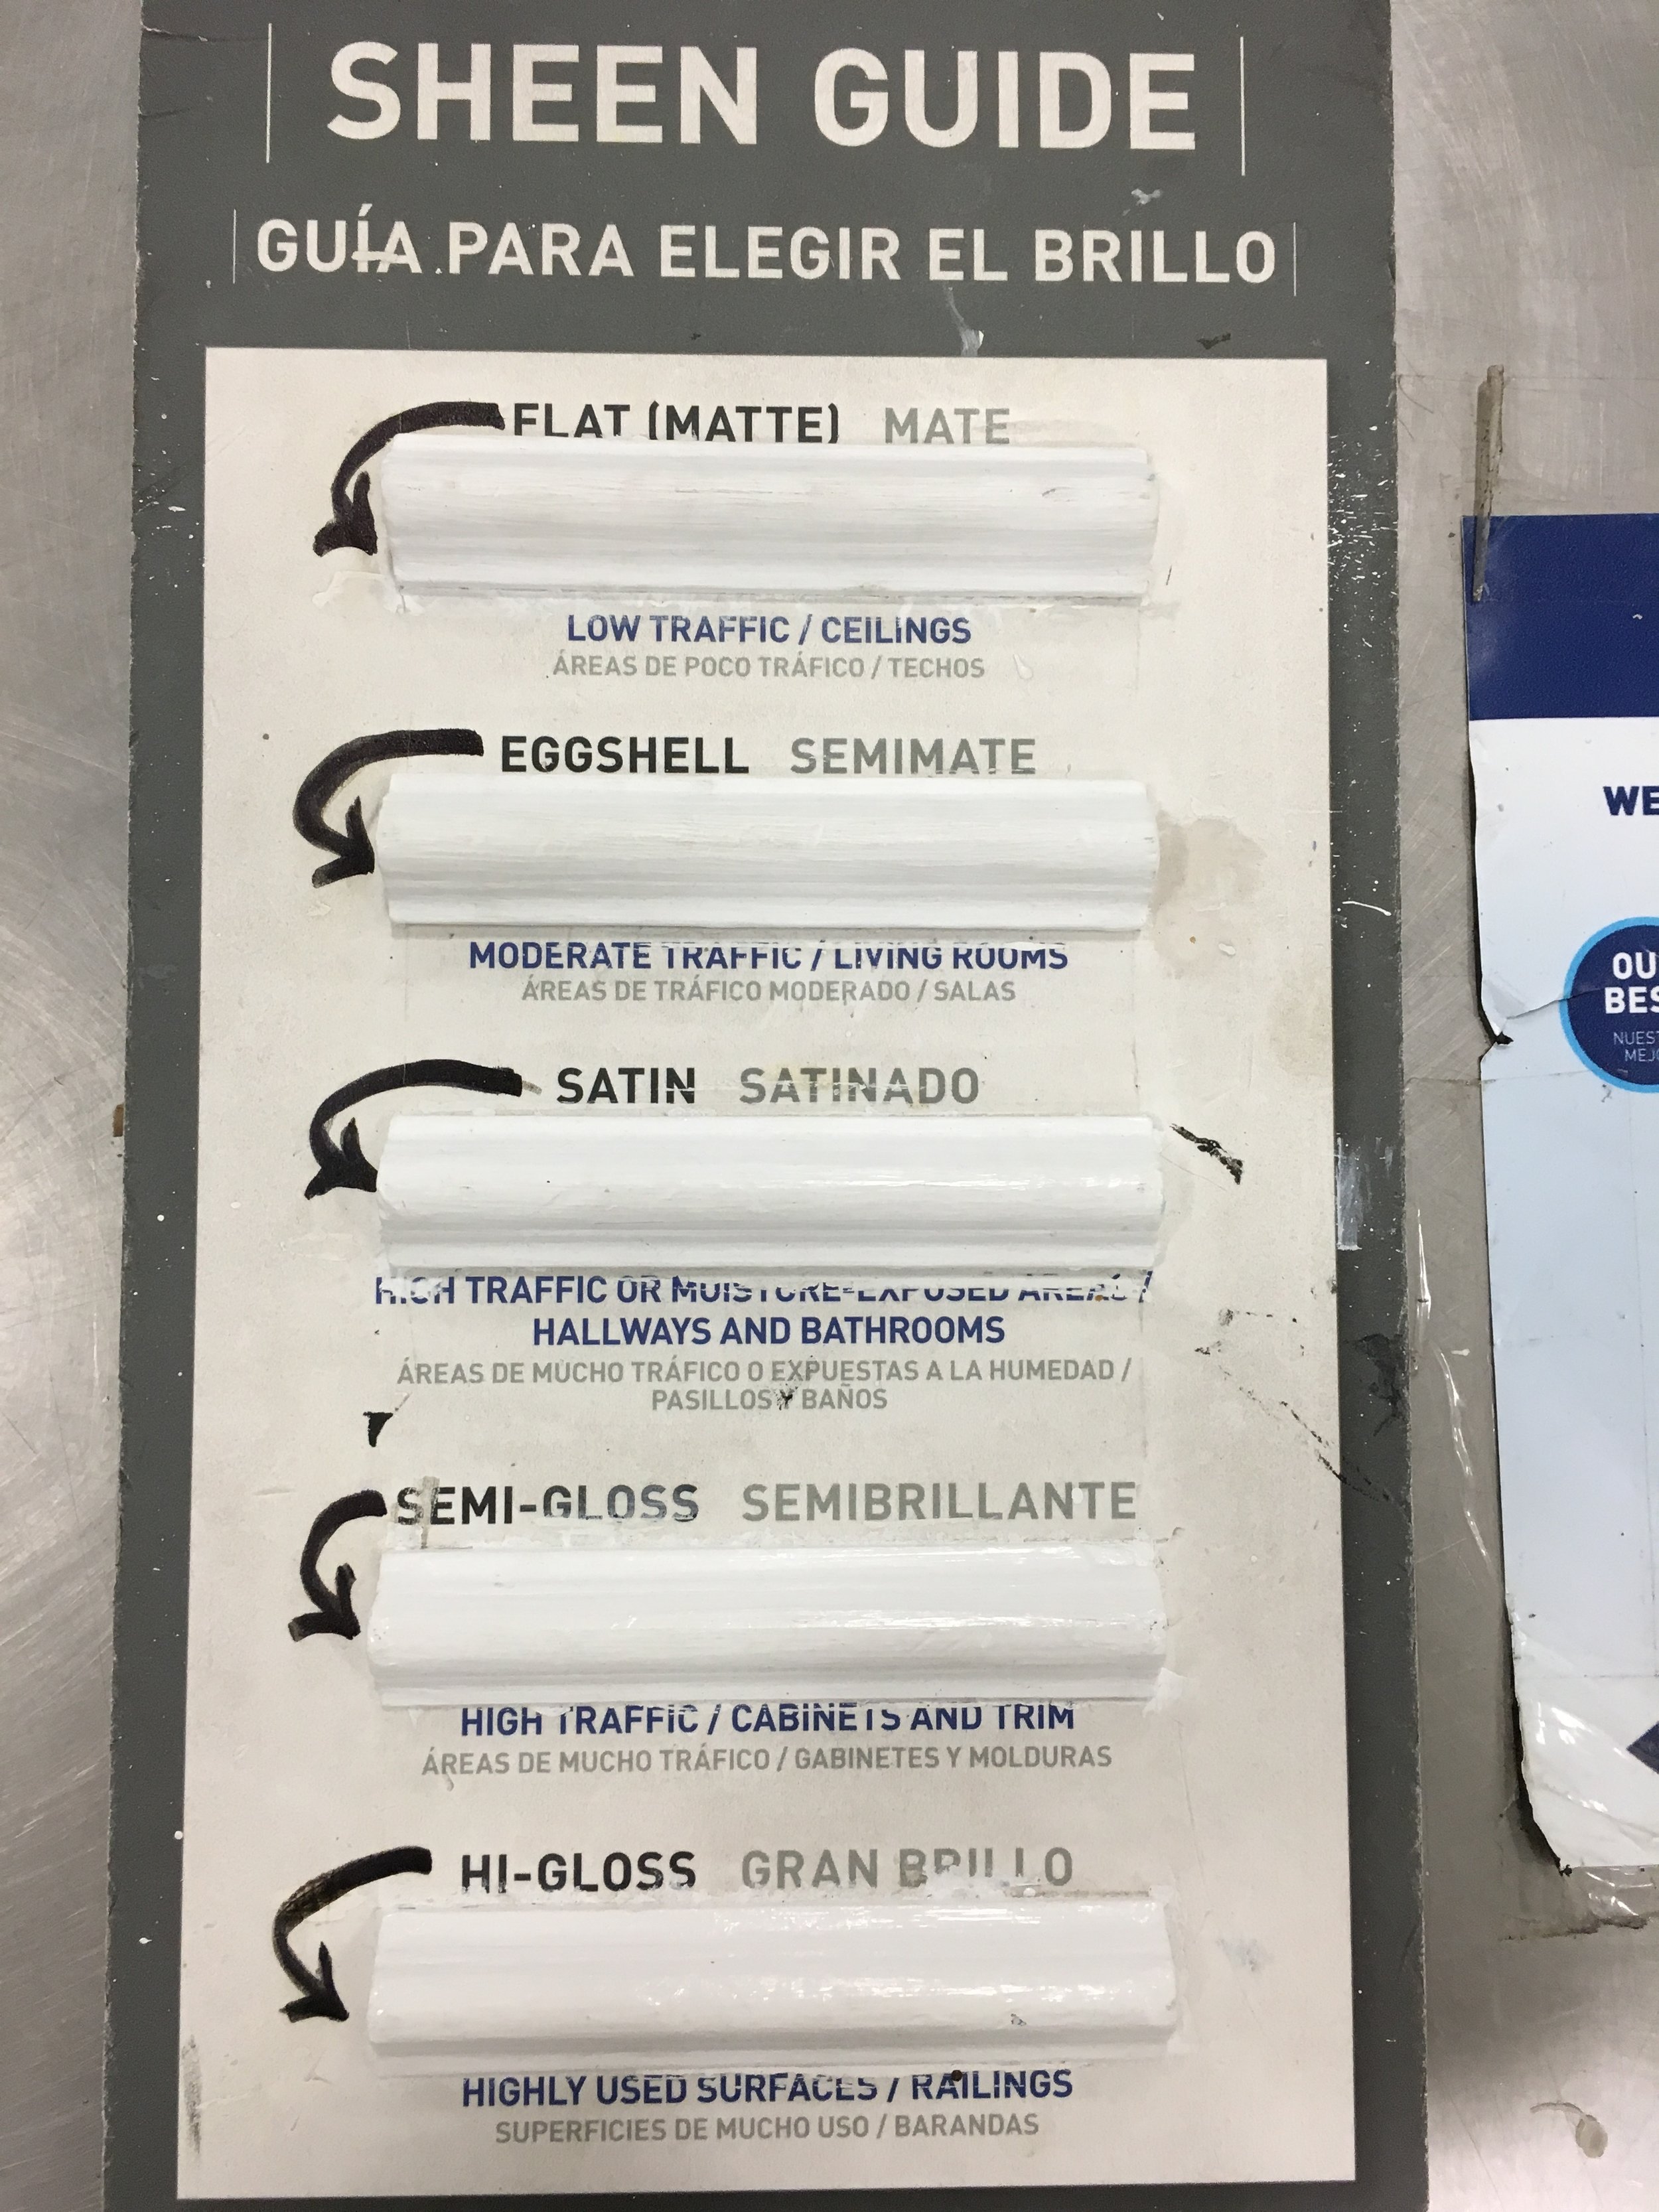 SHEEN GUIDE
GUÍA PARA ELEGIR EL BRILLO
FLAT (MATTE) MATE
LOW TRAFFIC / CEILINGS
ÁREAS DE POCO TRÁFICO / TECHOS
EGGSHELL SEMIMATE
MODERATE TRAFFIC / LIVING ROOMS
ÁREAS DE TRÁFICO MODERADO / SALAS
SATIN SATINADO
HIGH TRAFFIC OR MOISTURE-EXPOSED AREAS /
HALLWAYS AND BATHROOMS
ÁREAS DE MUCHO TRÁFICO O EXPUESTAS A LA HUMEDAD /
PASILLOS Y BAÑOS
SEMI-GLOSS SEMIBRILLANTE
HIGH TRAFFIC / CABINETS AND TRIM
ÁREAS DE MUCHO TRÁFICO / GABINETES Y MOLDURAS
HI-GLOSS GRAN BRILLO
HIGHLY USED SURFACES / RAILINGS
SUPERFICIES DE MUCHO USO / BARANDAS
WE